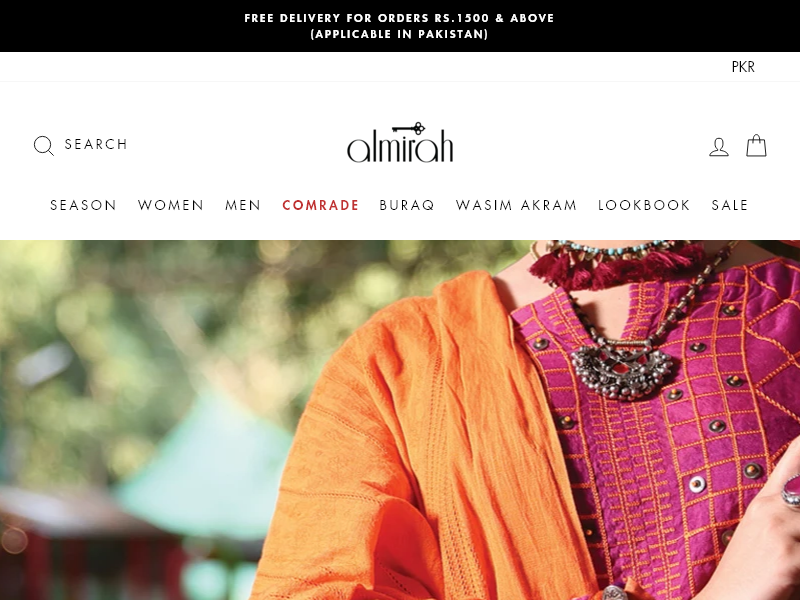 FREE DELIVERY FOR ORDERS RS.1500 & ABOVE
(APPLICABLE IN PAKISTAN)
PKR
SEARCH
almirah
SEASON WOMEN MEN COMRADE BURAQ WASIM AKRAM LOOKBOOK SALE